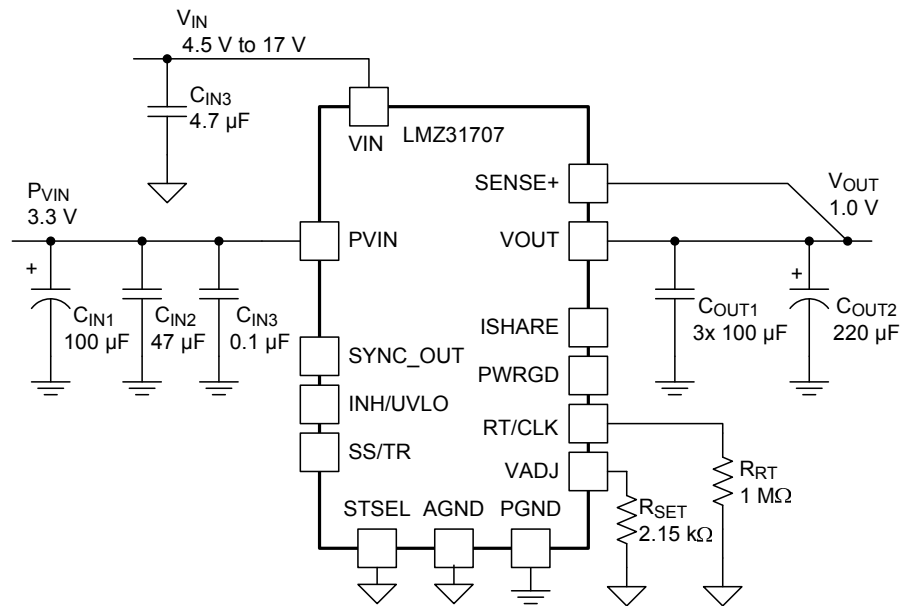 VIN
4.5 V to 17 V
CIN3
4.7 µF
VIN
LMZ31707
SENSE+
VOUT
1.0 V
PVIN
3.3 V
PVIN
VOUT
+
CIN1
100 µF
CIN2
47 µF
CIN3
0.1 µF
COUT1
3x 100 µF
+
COUT2
220 µF
ISHARE
SYNC_OUT
PWRGD
INH/UVLO
RT/CLK
SS/TR
VADJ
RRT
1 MΩ
RSET
2.15 kΩ
STSEL AGND PGND